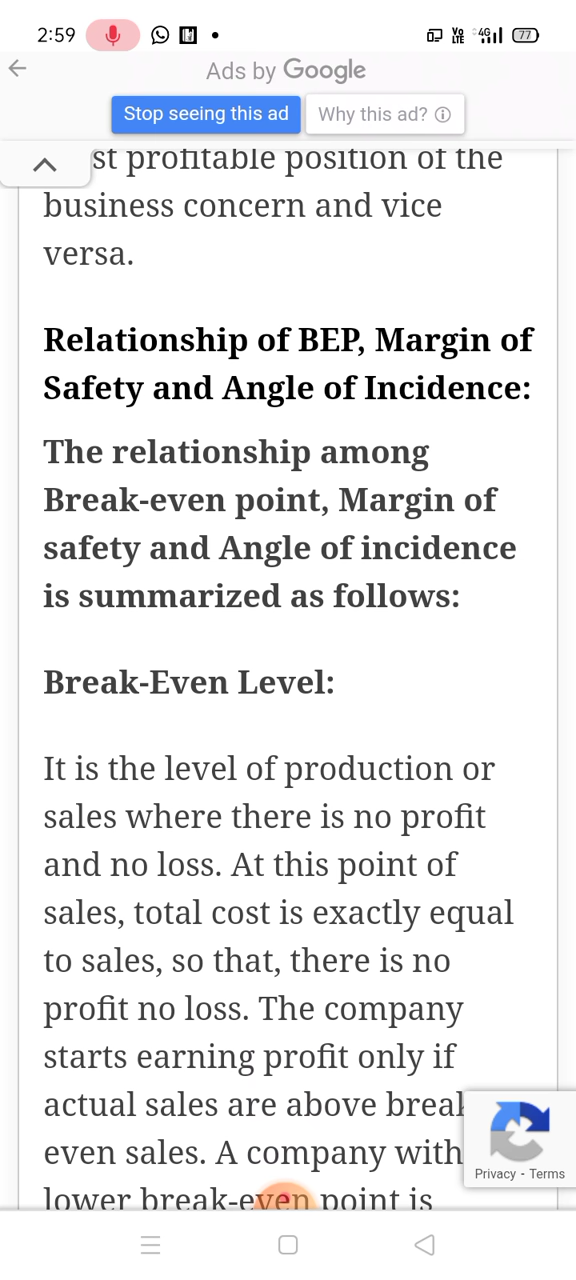 2:59
Vo LTE 4G 77
Ads by Google
Stop seeing this ad Why this ad?
st profitable position of the
business concern and vice
versa.
Relationship of BEP, Margin of
Safety and Angle of Incidence:
The relationship among
Break-even point, Margin of
safety and Angle of incidence
is summarized as follows:
Break-Even Level:
It is the level of production or
sales where there is no profit
and no loss. At this point of
sales, total cost is exactly equal
to sales, so that, there is no
profit no loss. The company
starts earning profit only if
actual sales are above break
even sales. A company with
lower break-even point is
Privacy - Terms